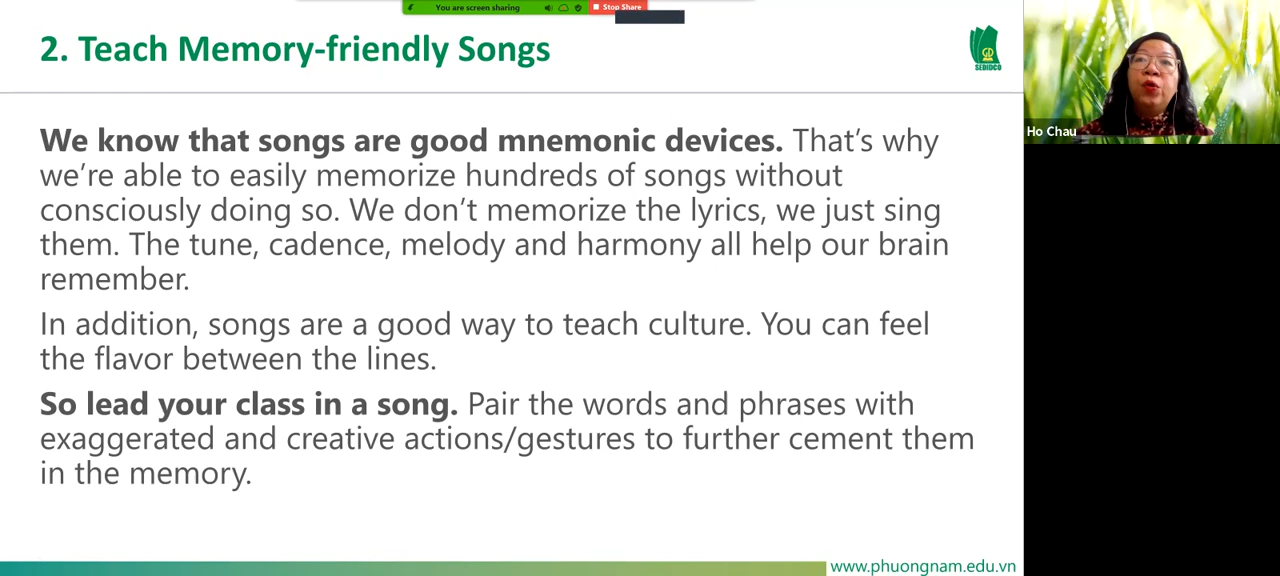 You are screen sharing
Stop Share
2. Teach Memory-friendly Songs
GD
SEDIDCO
Ho Chau
We know that songs are good mnemonic devices. That’s why
we’re able to easily memorize hundreds of songs without
consciously doing so. We don’t memorize the lyrics, we just sing
them. The tune, cadence, melody and harmony all help our brain
remember.
In addition, songs are a good way to teach culture. You can feel
the flavor between the lines.
So lead your class in a song. Pair the words and phrases with
exaggerated and creative actions/gestures to further cement them
in the memory.
www.phuongnam.edu.vn